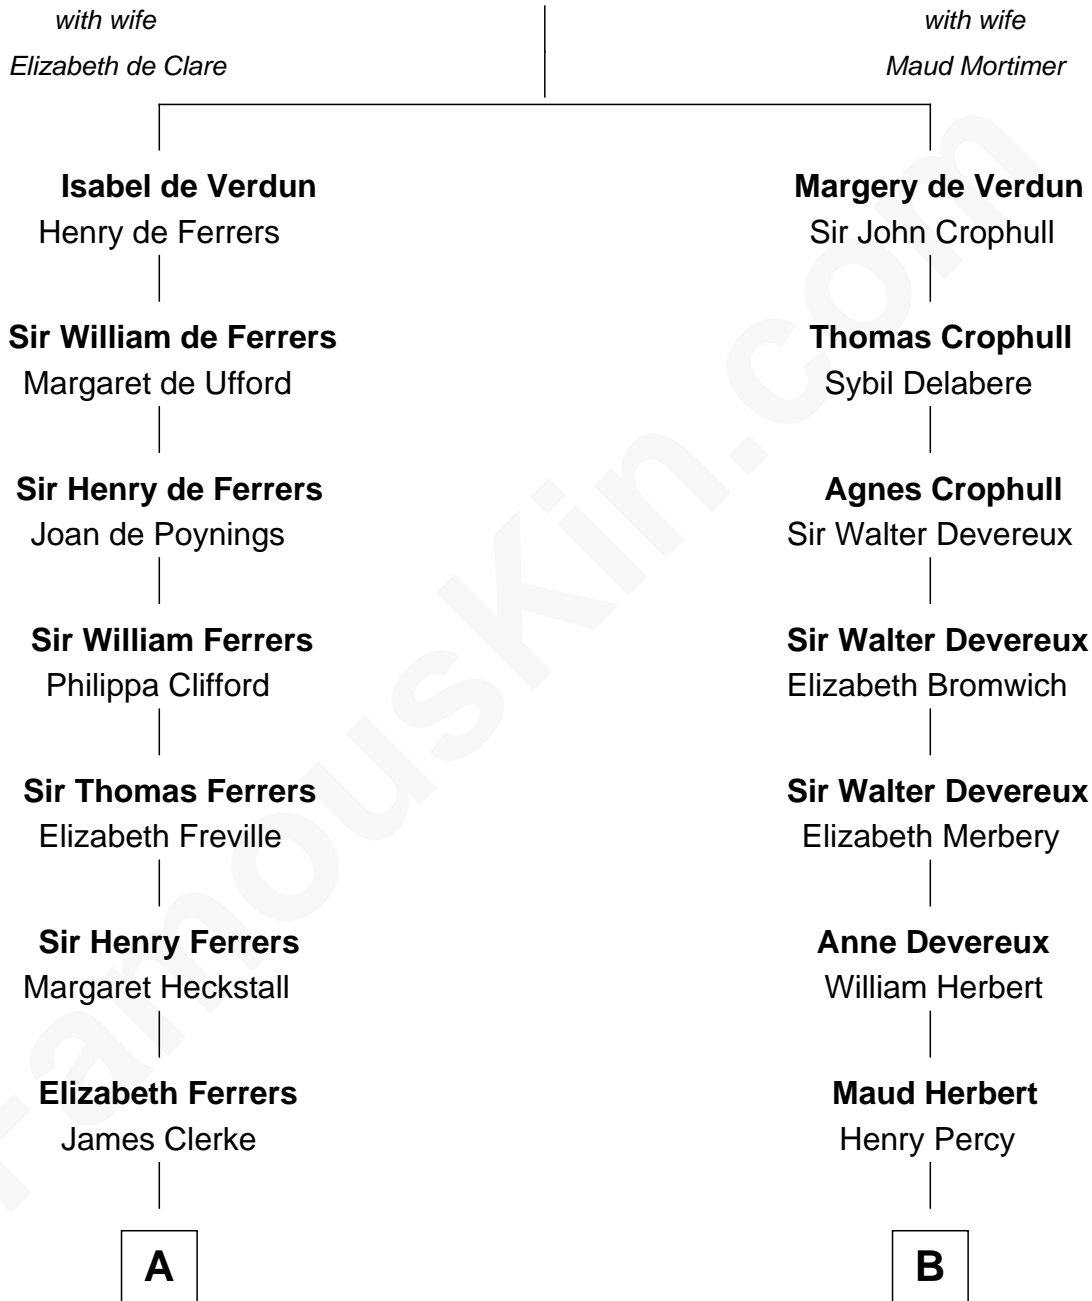 with wife
Elizabeth de Clare
with wife
Maud Mortimer
Isabel de Verdun
Henry de Ferrers
Margery de Verdun
Sir John Crophull
Sir William de Ferrers
Margaret de Ufford
Thomas Crophull
Sybil Delabere
Sir Henry de Ferrers
Joan de Poynings
Agnes Crophull
Sir Walter Devereux
Sir William Ferrers
Philippa Clifford
Sir Walter Devereux
Elizabeth Bromwich
Sir Thomas Ferrers
Elizabeth Freville
Sir Walter Devereux
Elizabeth Merbery
Sir Henry Ferrers
Margaret Heckstall
Anne Devereux
William Herbert
Elizabeth Ferrers
James Clerke
Maud Herbert
Henry Percy
A
B
FamousKin.com